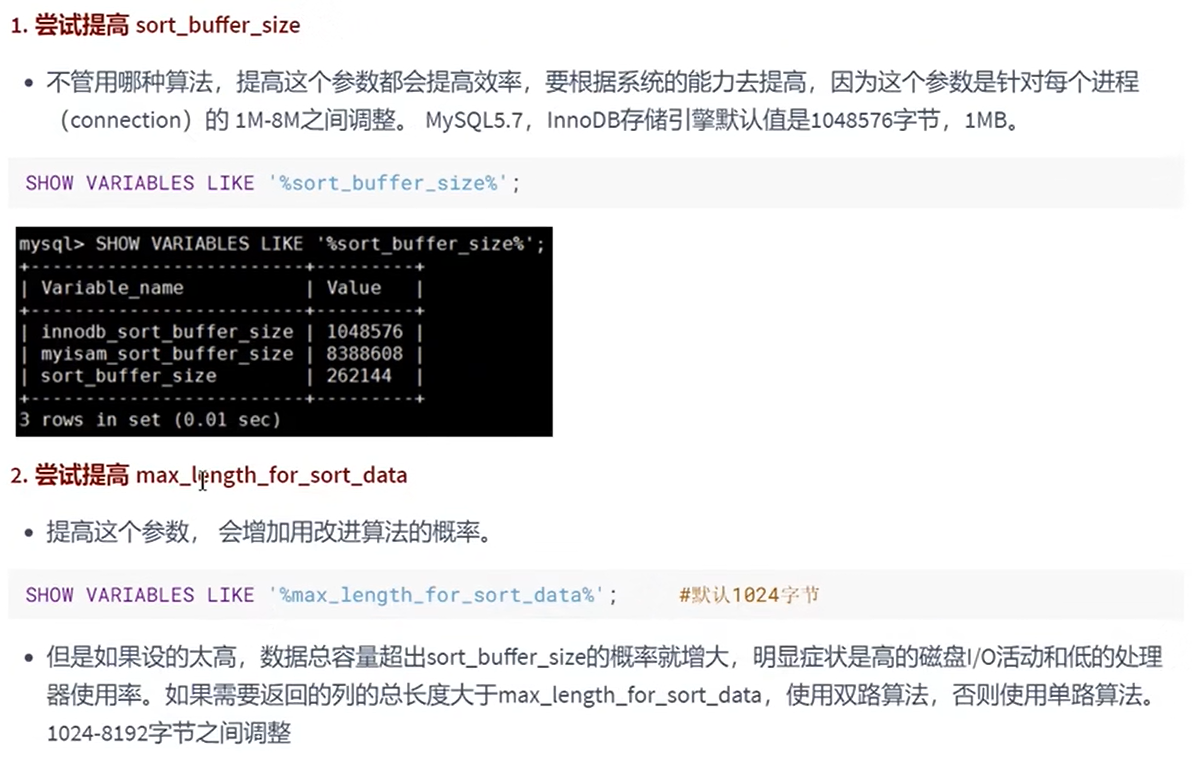 1. 尝试提高 sort_buffer_size
• 不管用哪种算法，提高这个参数都会提高效率，要根据系统的能力去提高，因为这个参数是针对每个进程
（connection）的 1M-8M之间调整。 MySQL5.7，InnoDB存储引擎默认值是1048576字节，1MB。
SHOW VARIABLES LIKE '%sort_buffer_size%';
mysql> SHOW VARIABLES LIKE '%sort_buffer_size%';
+-------------------------+---------+
| Variable_name           | Value   |
+-------------------------+---------+
| innodb_sort_buffer_size | 1048576 |
| myisam_sort_buffer_size | 8388608 |
| sort_buffer_size        | 262144  |
+-------------------------+---------+
3 rows in set (0.01 sec)
2. 尝试提高 max_length_for_sort_data
• 提高这个参数， 会增加用改进算法的概率。
SHOW VARIABLES LIKE '%max_length_for_sort_data%';     #默认1024字节
• 但是如果设的太高，数据总容量超出sort_buffer_size的概率就增大，明显症状是高的磁盘I/O活动和低的处理
器使用率。如果需要返回的列的总长度大于max_length_for_sort_data，使用双路算法，否则使用单路算法。
1024-8192字节之间调整